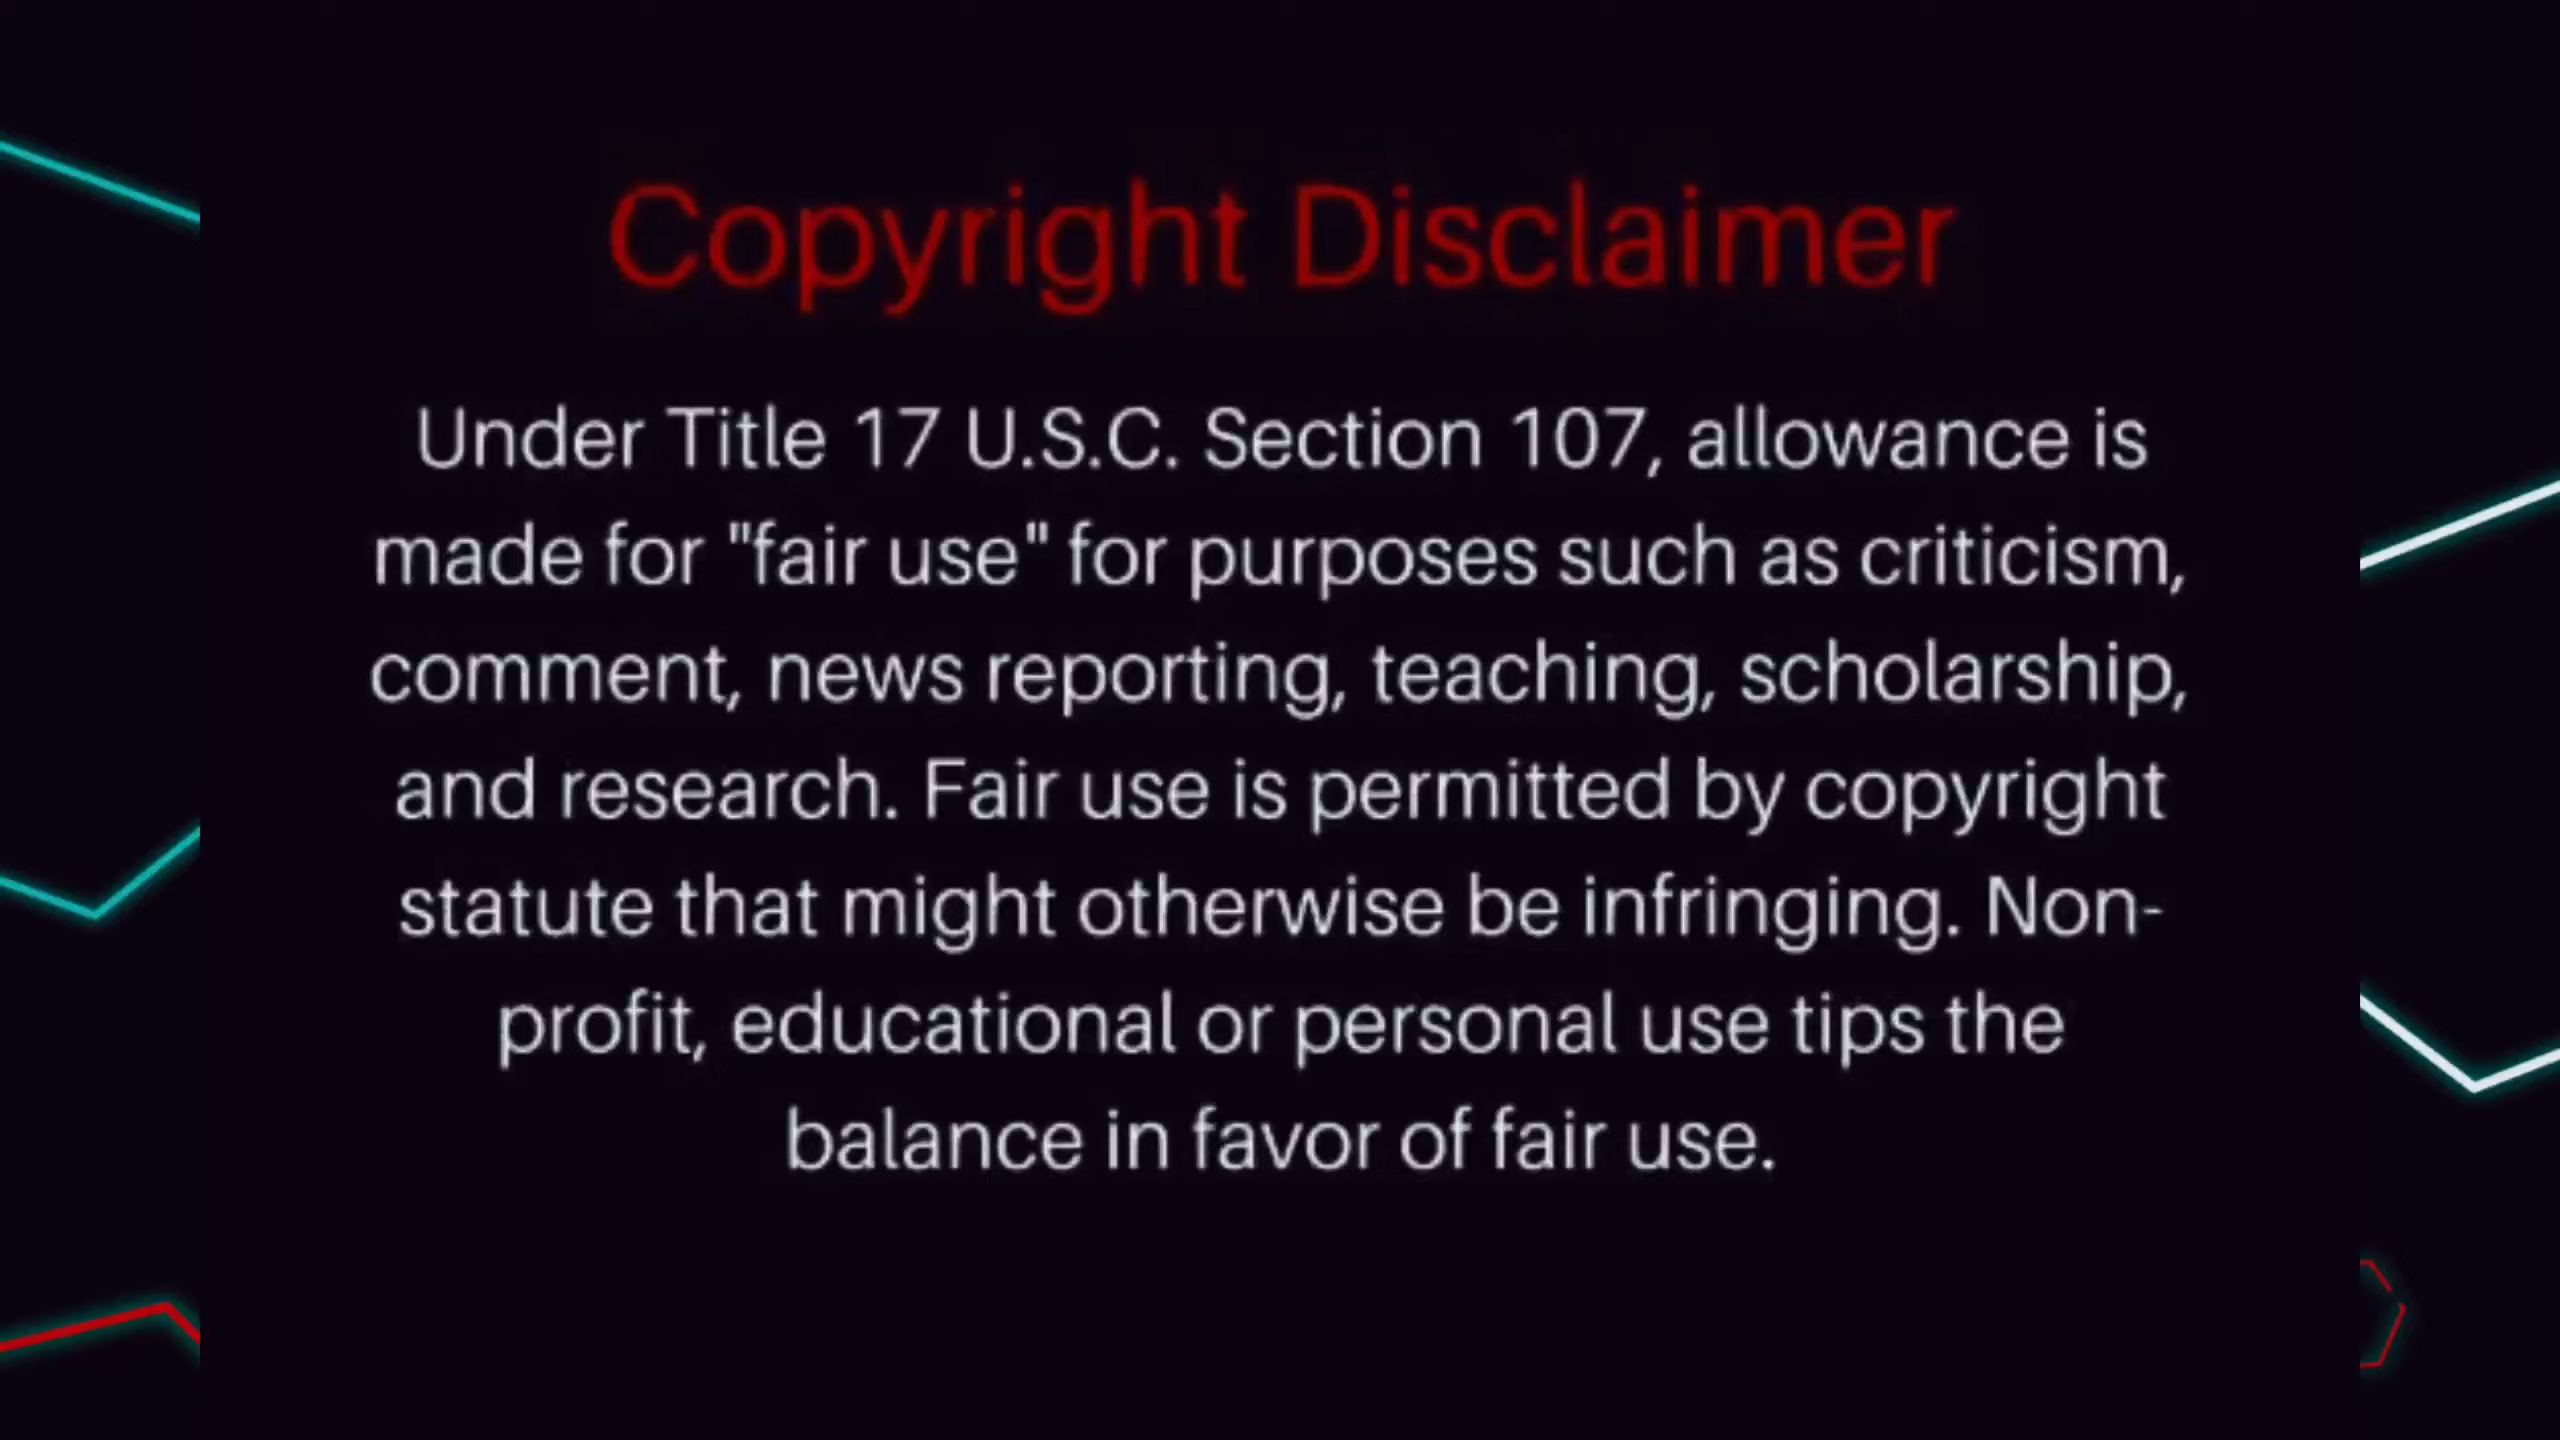 Copyright Disclaimer
Under Title 17 U.S.C. Section 107, allowance is
made for "fair use" for purposes such as criticism,
comment, news reporting, teaching, scholarship,
and research. Fair use is permitted by copyright
statute that might otherwise be infringing. Non-
profit, educational or personal use tips the
balance in favor of fair use.